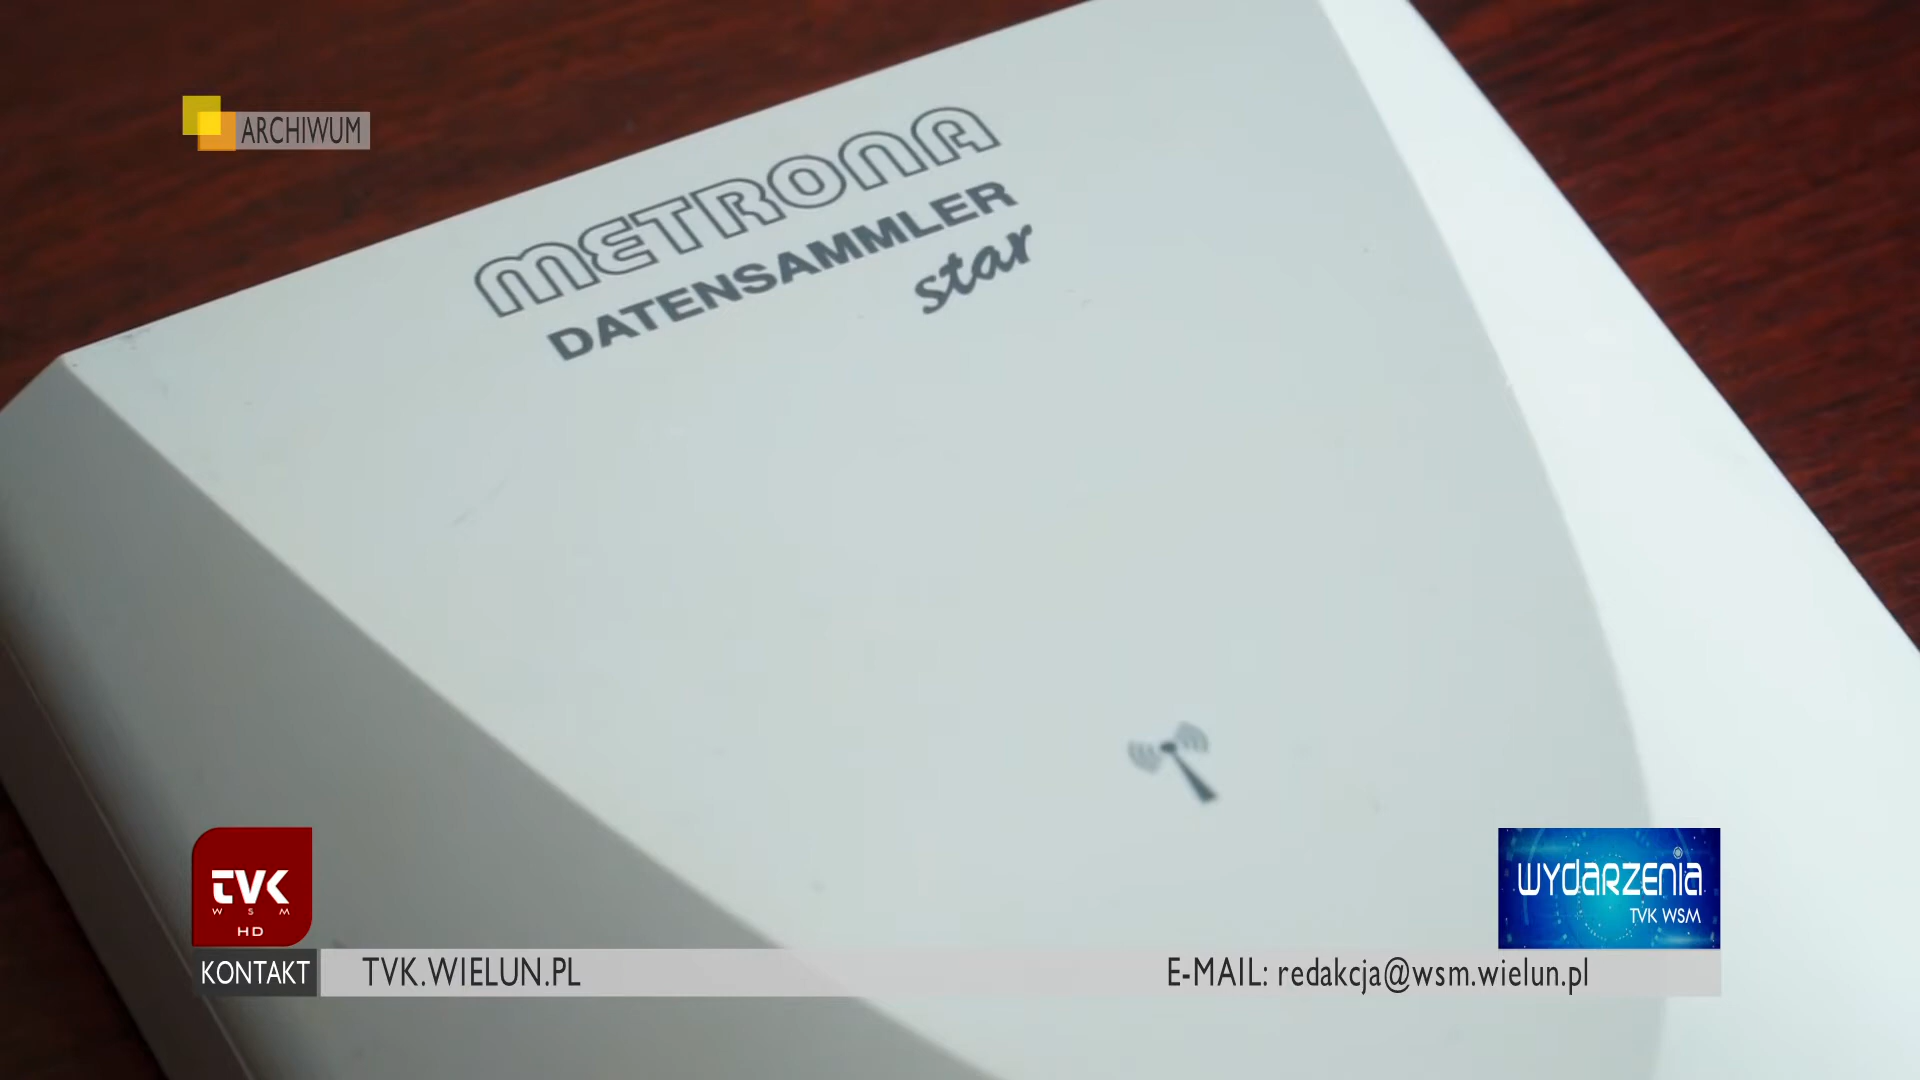 ARCHIWUM
METRONA
DATENSAMMLER
star
TVK
WSM
HD
WYDARZENIA
TVK WSM
KONTAKT
TVK.WIELUN.PL
E-MAIL: redakcja@wsm.wielun.pl